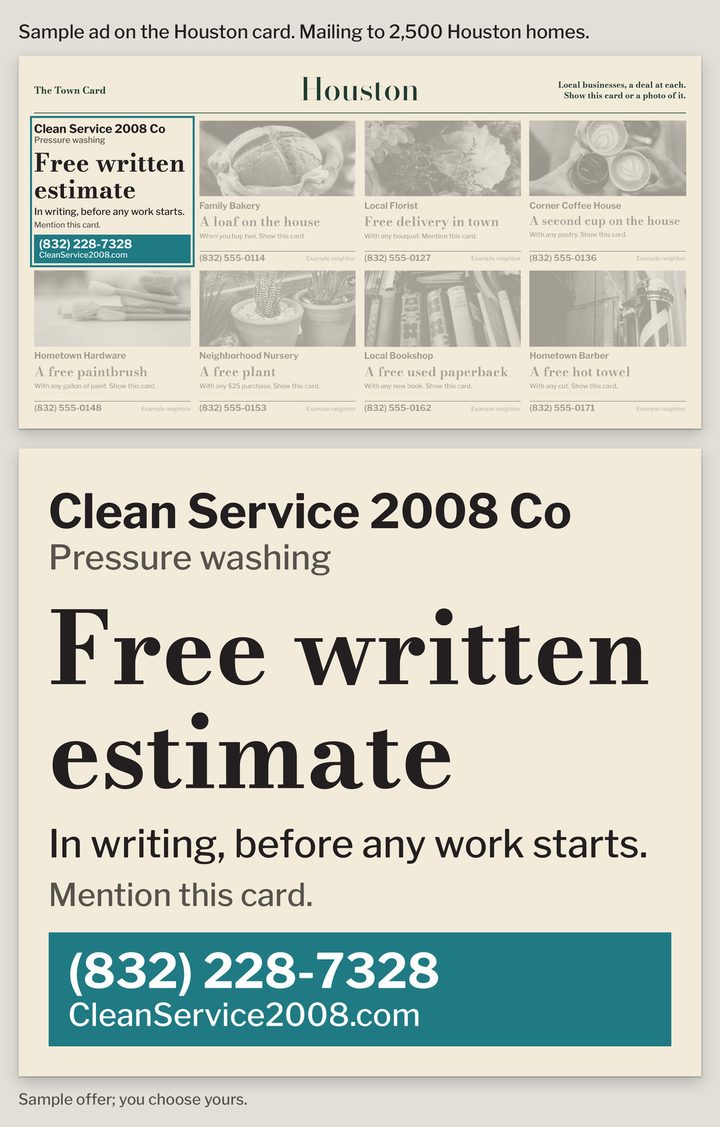 Sample ad on the Houston card. Mailing to 2,500 Houston homes.
The Town Card
Houston
Local businesses, a deal at each.
Show this card or a photo of it.
Clean Service 2008 Co
Pressure washing
Free written
estimate
In writing, before any work starts.
Mention this card.
(832) 228-7328
CleanService2008.com
Family Bakery
A loaf on the house
When you buy two. Show this card.
(832) 555-0114
Example neighbor
Local Florist
Free delivery in town
With any bouquet. Mention this card.
(832) 555-0127
Example neighbor
Corner Coffee House
A second cup on the house
With any pastry. Show this card.
(832) 555-0136
Example neighbor
Hometown Hardware
A free paintbrush
With any gallon of paint. Show this card.
(832) 555-0148
Example neighbor
Neighborhood Nursery
A free plant
With any $25 purchase. Show this card.
(832) 555-0153
Example neighbor
Local Bookshop
A free used paperback
With any new book. Show this card.
(832) 555-0162
Example neighbor
Hometown Barber
A free hot towel
With any cut. Show this card.
(832) 555-0171
Example neighbor
Clean Service 2008 Co
Pressure washing
Free written
estimate
In writing, before any work starts.
Mention this card.
(832) 228-7328
CleanService2008.com
Sample offer; you choose yours.